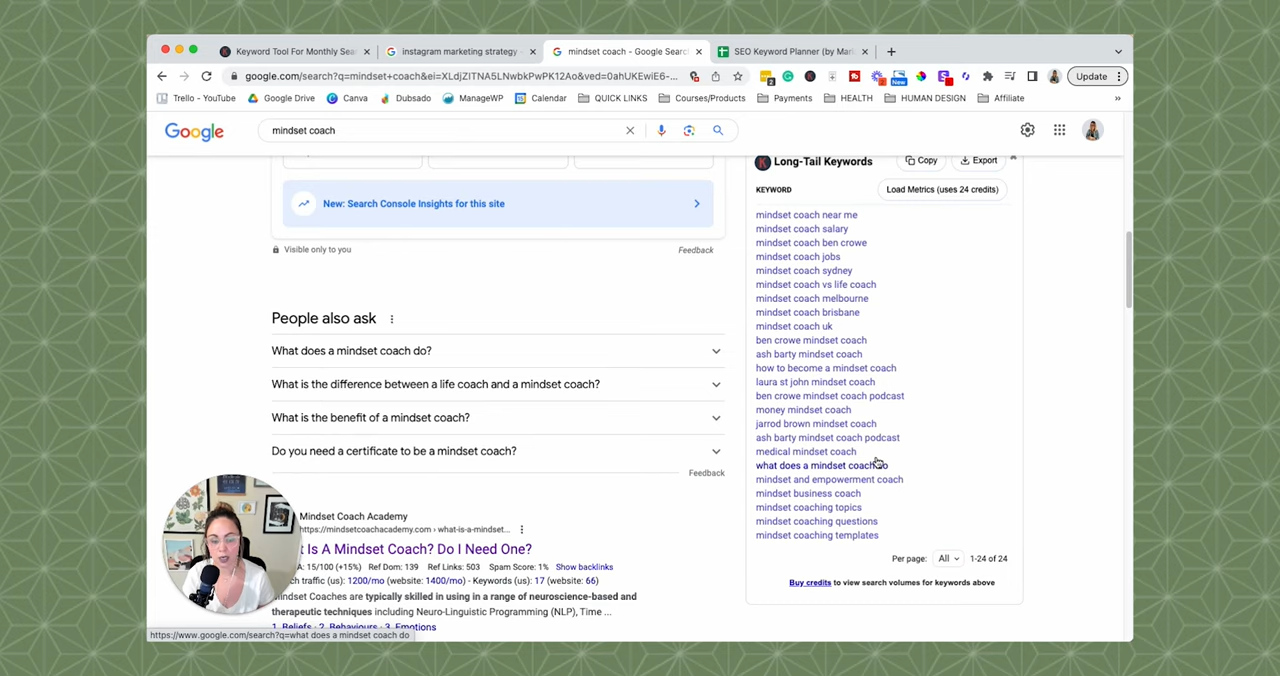 Keyword Tool For Monthly Sea
instagram marketing strategy -
mindset coach - Google Search
SEO Keyword Planner (by Mari
google.com/search?q=mindset+coach&ei=XLdjZITNA5LNwbkPwPK12Ao&ved=0ahUKEwiE6-...
2
New
Update
Trello - YouTube
Google Drive
Canva
Dubsado
ManageWP
Calendar
QUICK LINKS
Courses/Products
Payments
HEALTH
HUMAN DESIGN
Affiliate
»
Google
mindset coach
New: Search Console Insights for this site
Visible only to you
Feedback
People also ask
What does a mindset coach do?
What is the difference between a life coach and a mindset coach?
What is the benefit of a mindset coach?
Do you need a certificate to be a mindset coach?
Feedback
Mindset Coach Academy
https://mindsetcoachacademy.com › what-is-a-mindset...
t Is A Mindset Coach? Do I Need One?
A: 15/100 (+15%) Ref Dom: 139 Ref Links: 503 Spam Score: 1% Show backlinks
ch traffic (us): 1200/mo (website: 1400/mo) - Keywords (us): 17 (website: 66)
Mindset Coaches are typically skilled in using in a range of neuroscience-based and
therapeutic techniques including Neuro-Linguistic Programming (NLP), Time ...
1. Beliefs · 2. Behaviours · 3. Emotions
https://www.google.com/search?q=what does a mindset coach do
K Long-Tail Keywords
Copy
Export
KEYWORD
Load Metrics (uses 24 credits)
mindset coach near me
mindset coach salary
mindset coach ben crowe
mindset coach jobs
mindset coach sydney
mindset coach vs life coach
mindset coach melbourne
mindset coach brisbane
mindset coach uk
ben crowe mindset coach
ash barty mindset coach
how to become a mindset coach
laura st john mindset coach
ben crowe mindset coach podcast
money mindset coach
jarrod brown mindset coach
ash barty mindset coach podcast
medical mindset coach
what does a mindset coach do
mindset and empowerment coach
mindset business coach
mindset coaching topics
mindset coaching questions
mindset coaching templates
Per page: All 1-24 of 24
Buy credits to view search volumes for keywords above